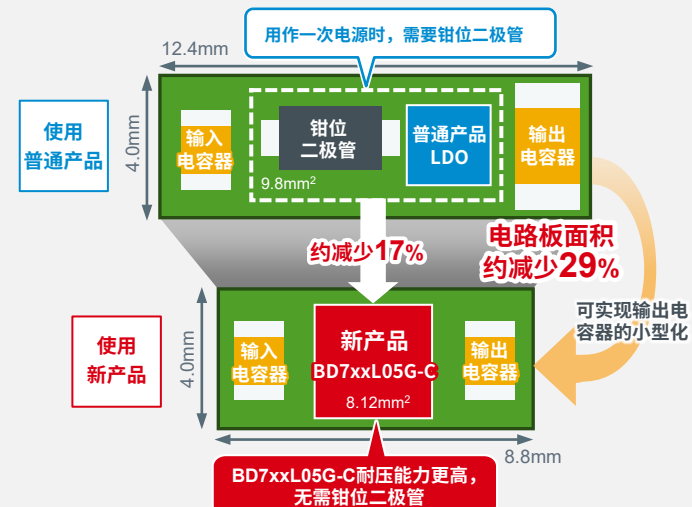 用作一次电源时，需要钳位二极管
12.4mm
使用
普通产品
4.0mm
输入
电容器
钳位
二极管
普通产品
LDO
9.8mm²
输出
电容器
约减少17%
电路板面积
约减少29%
可实现输出电
容器的小型化
使用
新产品
4.0mm
输入
电容器
新产品
BD7xxL05G-C
8.12mm²
输出
电容器
8.8mm
BD7xxL05G-C耐压能力更高，
无需钳位二极管